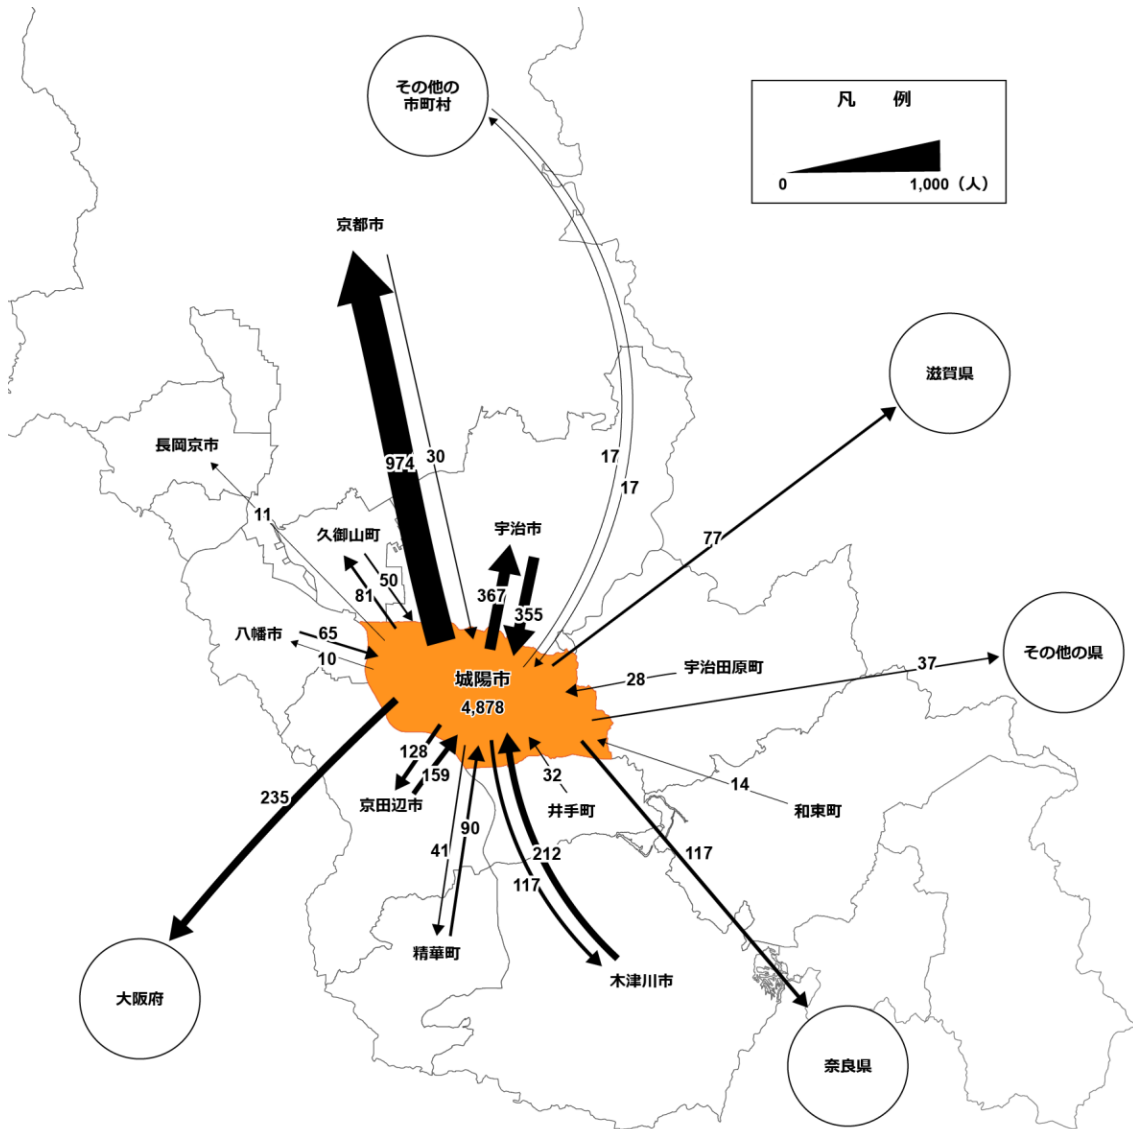 その他の
市町村
凡 例
0
1,000（人）
京都市
滋賀県
長岡京市
974
30
17
17
11
久御山町
宇治市
77
50
81
367
355
八幡市
65
10
その他の県
37
宇治田原町
28
城陽市
4,878
128
159
32
14
235
京田辺市
井手町
和束町
90
41
212
117
117
精華町
木津川市
大阪府
奈良県